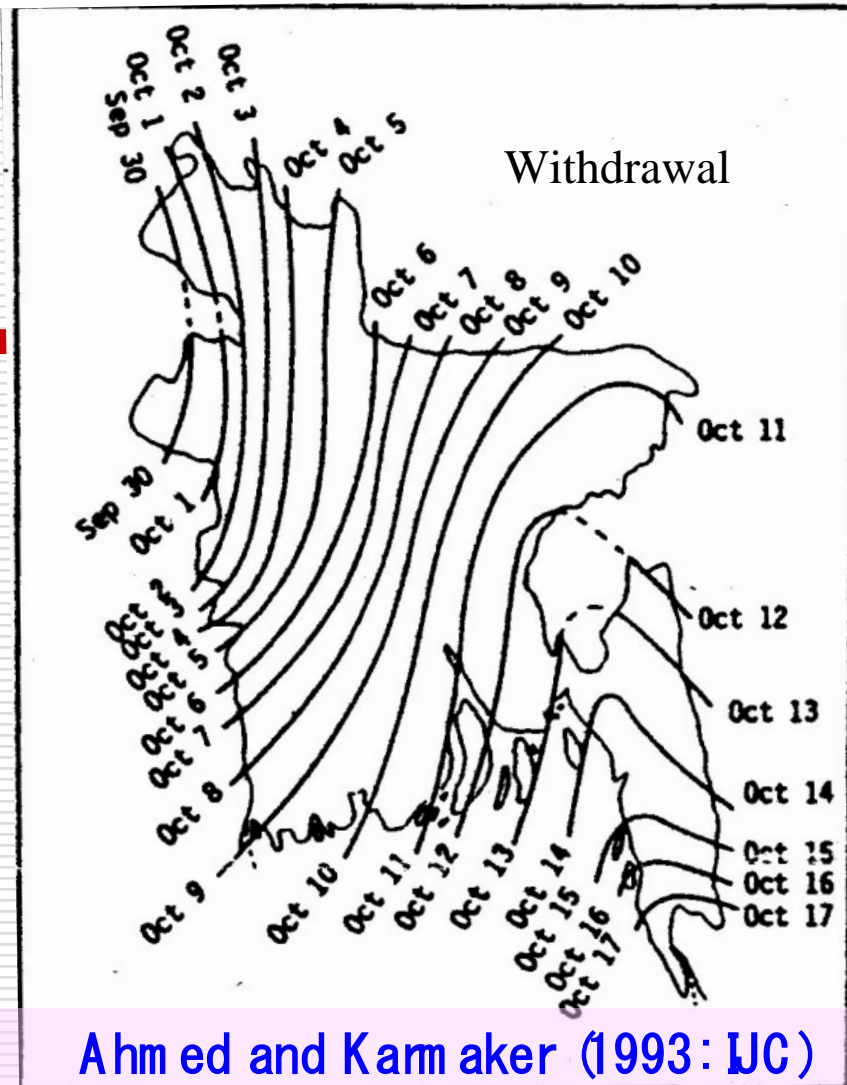 Sep 30
Oct 1
Oct 2
Oct 3
Oct 4
Oct 5
Withdrawal
Oct 6
Oct 7
Oct 8
Oct 9
Oct 10
Oct 11
Sep 30
Oct 1
Oct 2
Oct 3
Oct 4
Oct 5
Oct 6
Oct 7
Oct 8
Oct 9
Oct 10
Oct 11
Oct 12
Oct 13
Oct 14
Oct 15
Oct 16
Oct 17
Oct 12
Oct 13
Oct 14
Oct 15
Oct 16
Oct 17
Ahmed and Karmaker (1993: IJC)